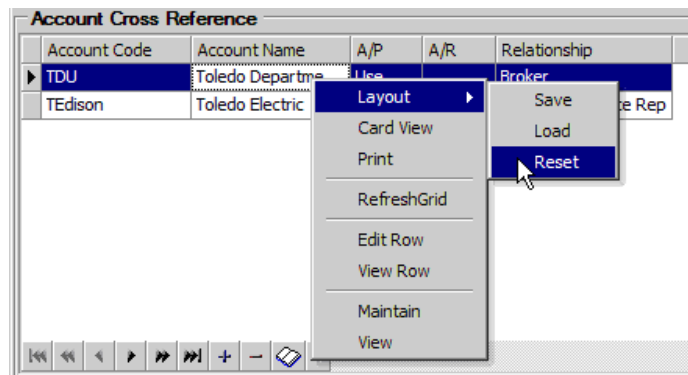 Account Cross Reference
Account Code Account Name A/P A/R Relationship
TDU Toledo Departme Use Broker
TEdison Toledo Electric te Rep
Layout
Card View
Print
RefreshGrid
Edit Row
View Row
Maintain
View
Save
Load
Reset